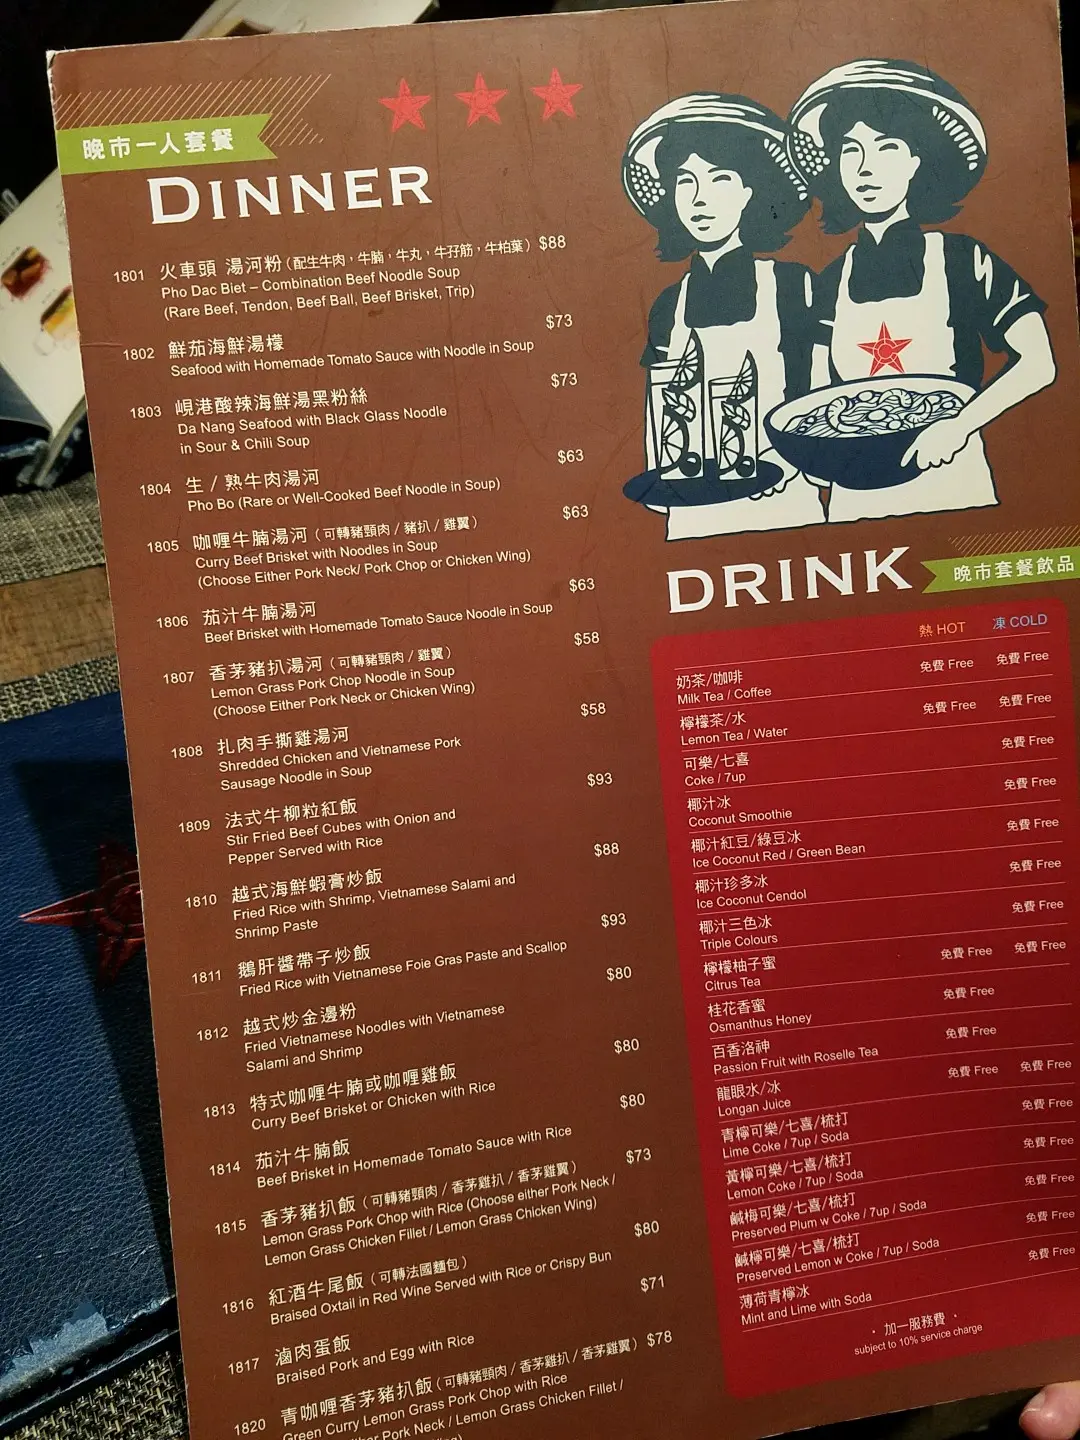 晚市一人套餐
DINNER
1801 火車頭 湯河粉 (配生牛肉，牛腩，牛丸，牛孖筋，牛柏葉) $88
Pho Dac Biet – Combination Beef Noodle Soup
(Rare Beef, Tendon, Beef Ball, Beef Brisket, Trip)
1802 鮮茄海鮮湯檬 $73
Seafood with Homemade Tomato Sauce with Noodle in Soup
1803 峴港酸辣海鮮湯黑粉絲 $73
Da Nang Seafood with Black Glass Noodle
in Sour & Chili Soup
1804 生 / 熟牛肉湯河 $63
Pho Bo (Rare or Well-Cooked Beef Noodle in Soup)
1805 咖喱牛腩湯河 (可轉豬頸肉 / 豬扒 / 雞翼) $63
Curry Beef Brisket with Noodles in Soup
(Choose Either Pork Neck/ Pork Chop or Chicken Wing)
1806 茄汁牛腩湯河 $63
Beef Brisket with Homemade Tomato Sauce Noodle in Soup
1807 香茅豬扒湯河 (可轉豬頸肉 / 雞翼) $58
Lemon Grass Pork Chop Noodle in Soup
(Choose Either Pork Neck or Chicken Wing)
1808 扎肉手撕雞湯河 $58
Shredded Chicken and Vietnamese Pork
Sausage Noodle in Soup
1809 法式牛柳粒紅飯 $93
Stir Fried Beef Cubes with Onion and
Pepper Served with Rice
1810 越式海鮮蝦膏炒飯 $88
Fried Rice with Shrimp, Vietnamese Salami and
Shrimp Paste
1811 鵝肝醬帶子炒飯 $93
Fried Rice with Vietnamese Foie Gras Paste and Scallop
1812 越式炒金邊粉 $80
Fried Vietnamese Noodles with Vietnamese
Salami and Shrimp
1813 特式咖喱牛腩或咖喱雞飯 $80
Curry Beef Brisket or Chicken with Rice
1814 茄汁牛腩飯 $80
Beef Brisket in Homemade Tomato Sauce with Rice
1815 香茅豬扒飯 (可轉豬頸肉 / 香茅雞扒 / 香茅雞翼) $73
Lemon Grass Pork Chop with Rice (Choose either Pork Neck /
Lemon Grass Chicken Fillet / Lemon Grass Chicken Wing)
1816 紅酒牛尾飯 (可轉法國麵包) $80
Braised Oxtail in Red Wine Served with Rice or Crispy Bun
1817 滷肉蛋飯 $71
Braised Pork and Egg with Rice
1820 青咖喱香茅豬扒飯 (可轉豬頸肉 / 香茅雞扒 / 香茅雞翼) $78
Green Curry Lemon Grass Pork Chop with Rice
Pork Neck / Lemon Grass Chicken Fillet /
DRINK
晚市套餐飲品
熱 HOT 凍 COLD
奶茶/咖啡 免費 Free 免費 Free
Milk Tea / Coffee
檸檬茶/水 免費 Free 免費 Free
Lemon Tea / Water
可樂/七喜 免費 Free
Coke / 7up
椰汁冰 免費 Free
Coconut Smoothie
椰汁紅豆/綠豆冰 免費 Free
Ice Coconut Red / Green Bean
椰汁珍多冰 免費 Free
Ice Coconut Cendol
椰汁三色冰 免費 Free
Triple Colours
檸檬柚子蜜 免費 Free 免費 Free
Citrus Tea
桂花香蜜 免費 Free
Osmanthus Honey
百香洛神 免費 Free
Passion Fruit with Roselle Tea
龍眼水/冰 免費 Free 免費 Free
Longan Juice
青檸可樂/七喜/梳打 免費 Free
Lime Coke / 7up / Soda
黃檸可樂/七喜/梳打 免費 Free
Lemon Coke / 7up / Soda
鹹梅可樂/七喜/梳打 免費 Free
Preserved Plum w Coke / 7up / Soda
鹹檸可樂/七喜/梳打 免費 Free
Preserved Lemon w Coke / 7up / Soda
薄荷青檸冰 免費 Free
Mint and Lime with Soda
· 加一服務費 ·
subject to 10% service charge